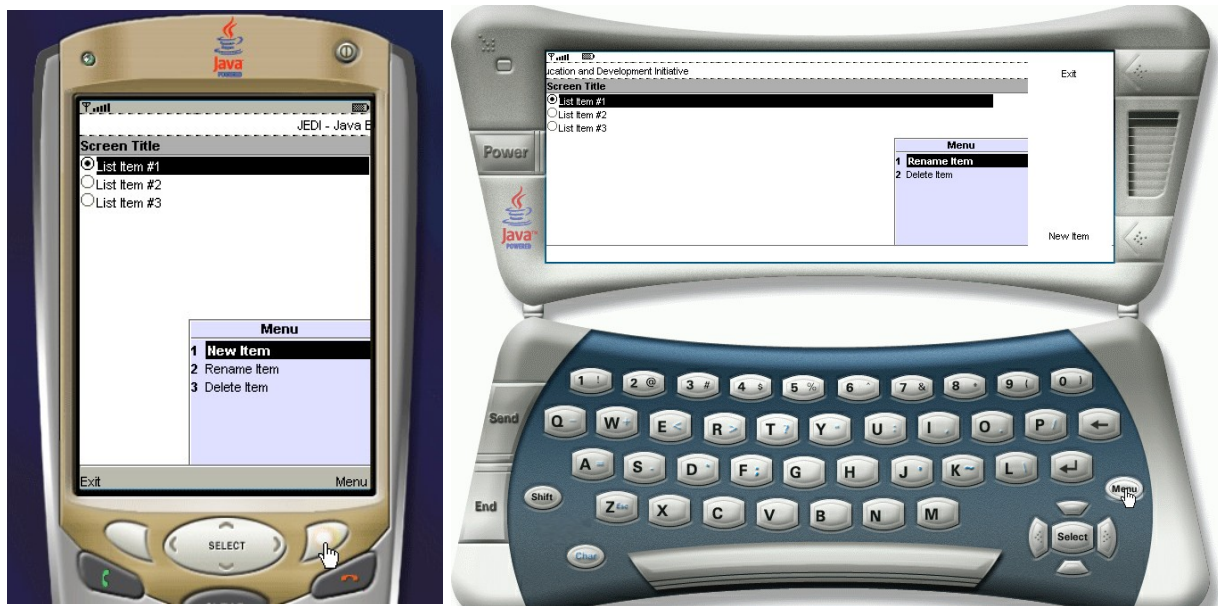 Java
POWERED
JEDI - Java E
Screen Title
List Item #1
List Item #2
List Item #3
Menu
1 New Item
2 Rename Item
3 Delete Item
Exit Menu
SELECT
ucation and Development Initiative
Exit
Screen Title
List Item #1
List Item #2
List Item #3
Menu
1 Rename Item
2 Delete Item
New Item
Power
Java
POWERED
1 ! 2 @ 3 # 4 $ 5 % 6 ^ 7 & 8 * 9 ( 0 )
Send
Q W + E < R > T ? Y " U : I , O . P /
A S D F ; G H J K ~ L \
Menu
End
Shift
Z Esc X C V B N M
Select
Char